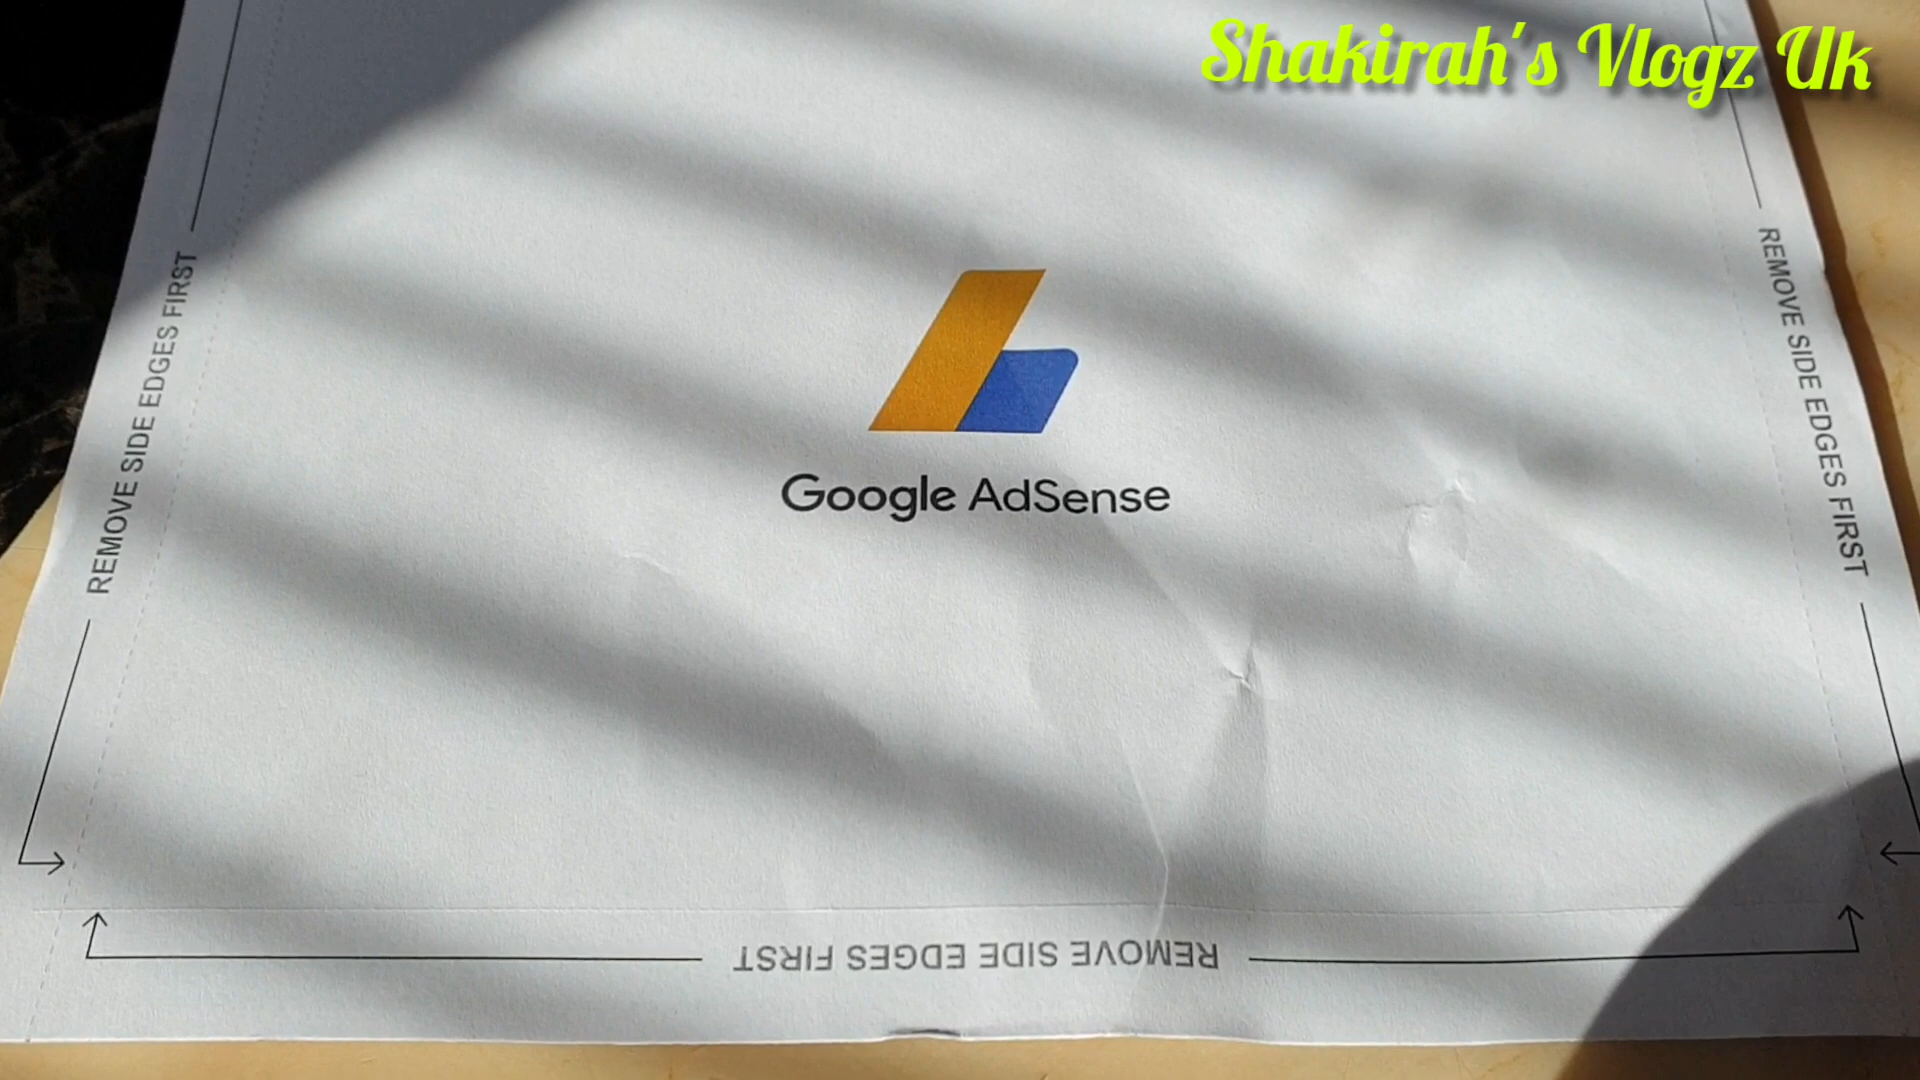 Shakirah's Vlogz Uk
REMOVE SIDE EDGES FIRST
REMOVE SIDE EDGES FIRST
Google AdSense
REMOVE SIDE EDGES FIRST